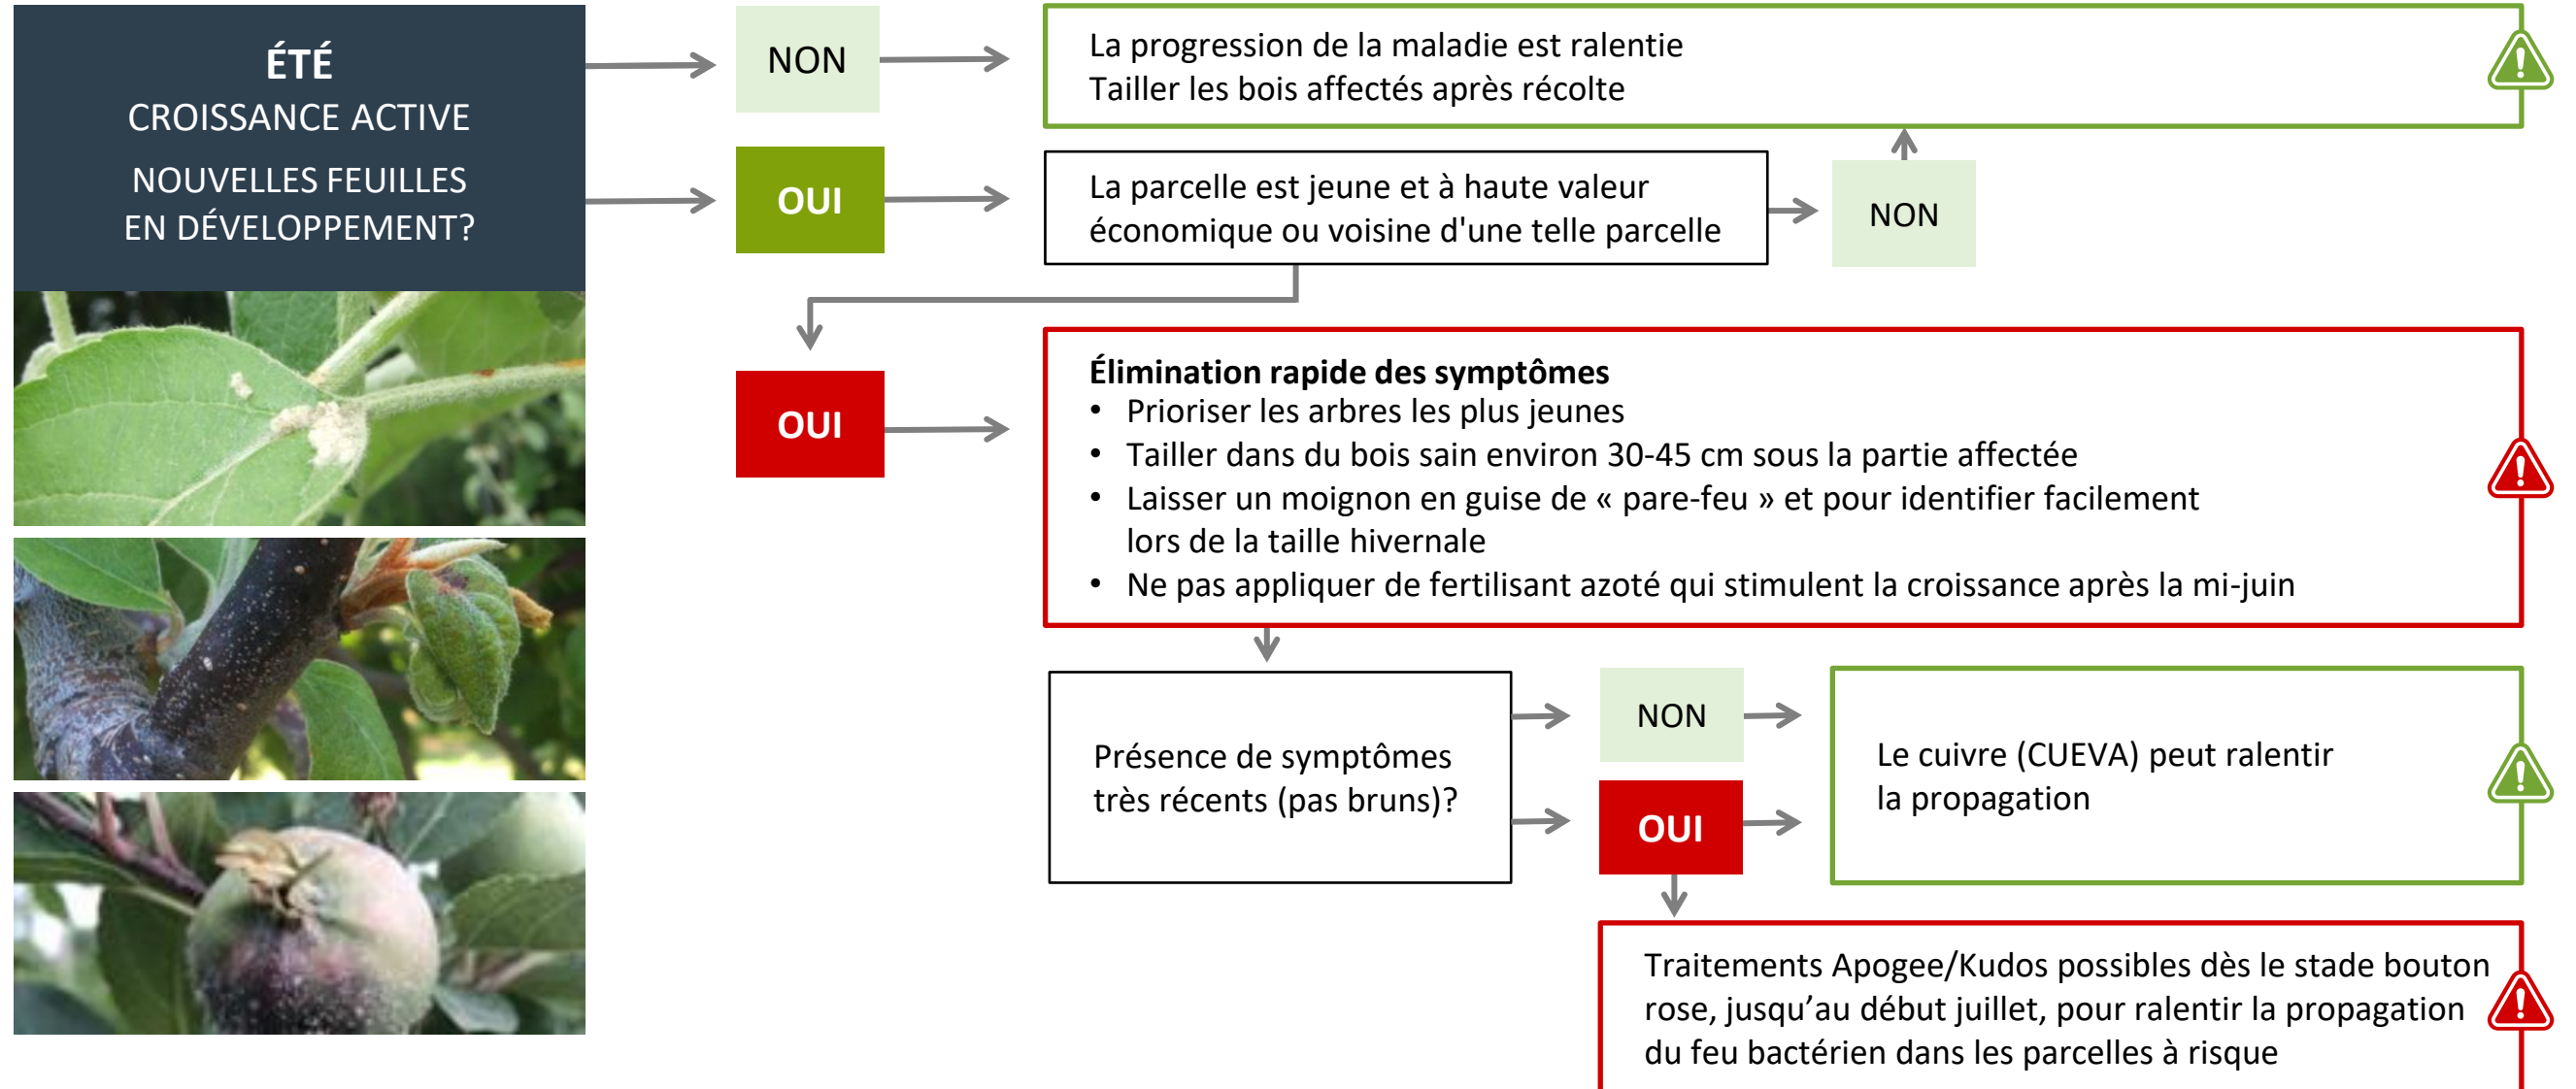 ÉTÉ
CROISSANCE ACTIVE
NOUVELLES FEUILLES
EN DÉVELOPPEMENT?
NON
La progression de la maladie est ralentie
Tailler les bois affectés après récolte
OUI
La parcelle est jeune et à haute valeur
économique ou voisine d'une telle parcelle
NON
OUI
Élimination rapide des symptômes
• Prioriser les arbres les plus jeunes
• Tailler dans du bois sain environ 30-45 cm sous la partie affectée
• Laisser un moignon en guise de « pare-feu » et pour identifier facilement
lors de la taille hivernale
• Ne pas appliquer de fertilisant azoté qui stimulent la croissance après la mi-juin
Présence de symptômes
très récents (pas bruns)?
NON
OUI
Le cuivre (CUEVA) peut ralentir
la propagation
Traitements Apogee/Kudos possibles dès le stade bouton
rose, jusqu’au début juillet, pour ralentir la propagation
du feu bactérien dans les parcelles à risque